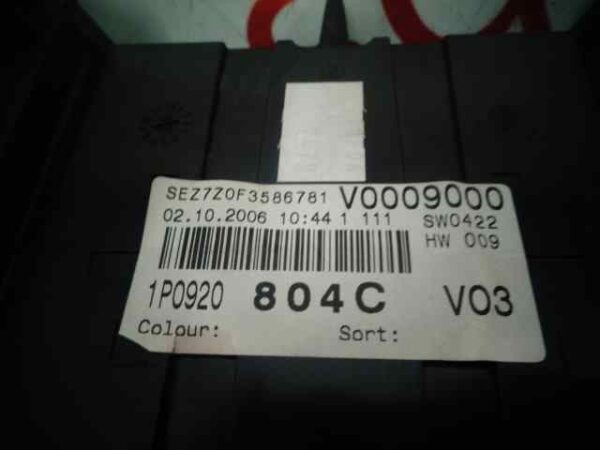 SEZ7Z0F3586781 V0009000
02.10.2006 10:44 1 111 SW0422
HW 009
1P0920 804C V03
Colour: Sort: